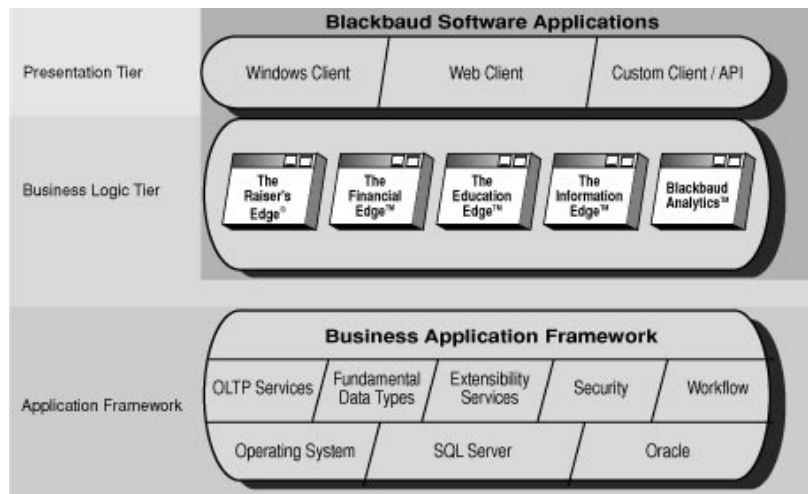 Blackbaud Software Applications
Presentation Tier
Windows Client
Web Client
Custom Client / API
Business Logic Tier
The
Raiser's
Edge®
The
Financial
Edge™
The
Education
Edge™
The
Information
Edge™
Blackbaud
Analytics™
Application Framework
Business Application Framework
OLTP Services
Fundamental
Data Types
Extensibility
Services
Security
Workflow
Operating System
SQL Server
Oracle